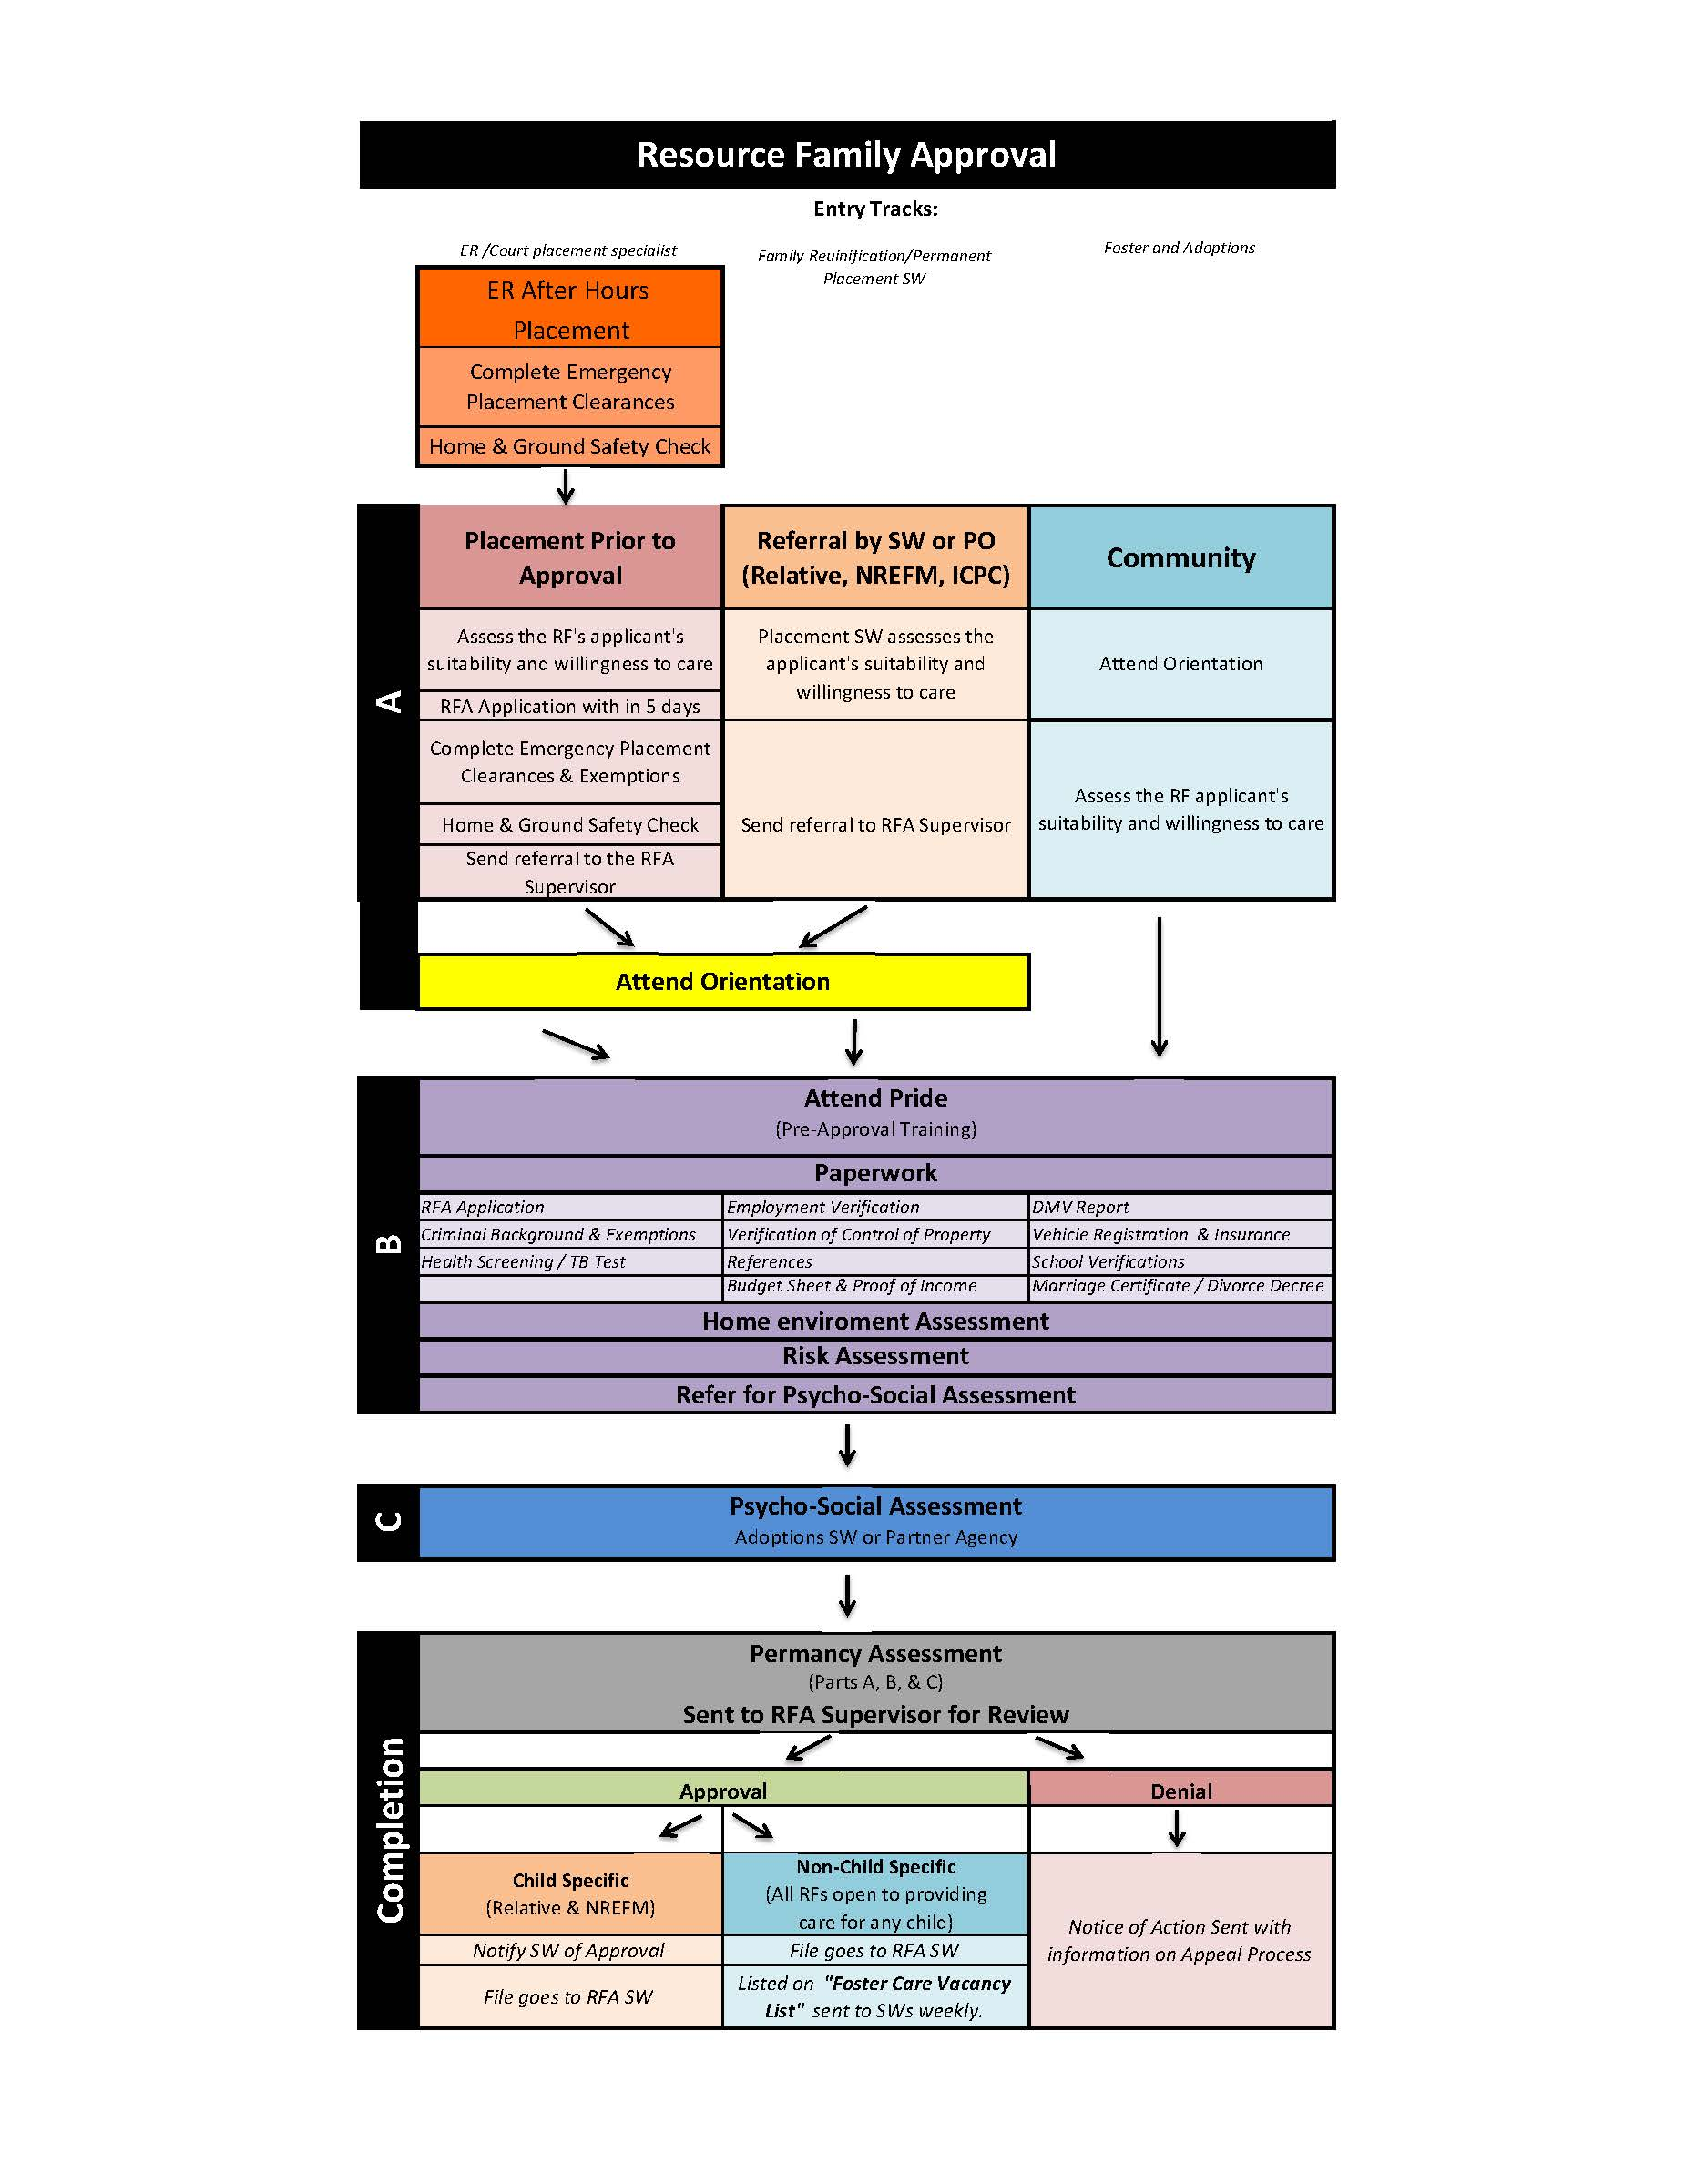 Resource Family Approval
Entry Tracks:
ER /Court placement specialist
Family Reuinification/Permanent
Placement SW
Foster and Adoptions
ER After Hours
Placement
Complete Emergency
Placement Clearances
Home & Ground Safety Check
A
Placement Prior to
Approval
Assess the RF's applicant's
suitability and willingness to care
RFA Application with in 5 days
Complete Emergency Placement
Clearances & Exemptions
Home & Ground Safety Check
Send referral to the RFA
Supervisor
Referral by SW or PO
(Relative, NREFM, ICPC)
Placement SW assesses the
applicant's suitability and
willingness to care
Send referral to RFA Supervisor
Community
Attend Orientation
Assess the RF applicant's
suitability and willingness to care
Attend Orientation
B
Attend Pride
(Pre-Approval Training)
Paperwork
RFA Application
Employment Verification
DMV Report
Criminal Background & Exemptions
Verification of Control of Property
Vehicle Registration & Insurance
Health Screening / TB Test
References
School Verifications
Budget Sheet & Proof of Income
Marriage Certificate / Divorce Decree
Home enviroment Assessment
Risk Assessment
Refer for Psycho-Social Assessment
C
Psycho-Social Assessment
Adoptions SW or Partner Agency
Completion
Permancy Assessment
(Parts A, B, & C)
Sent to RFA Supervisor for Review
Approval
Denial
Child Specific
(Relative & NREFM)
Notify SW of Approval
File goes to RFA SW
Non-Child Specific
(All RFs open to providing
care for any child)
File goes to RFA SW
Listed on "Foster Care Vacancy
List" sent to SWs weekly.
Notice of Action Sent with
information on Appeal Process